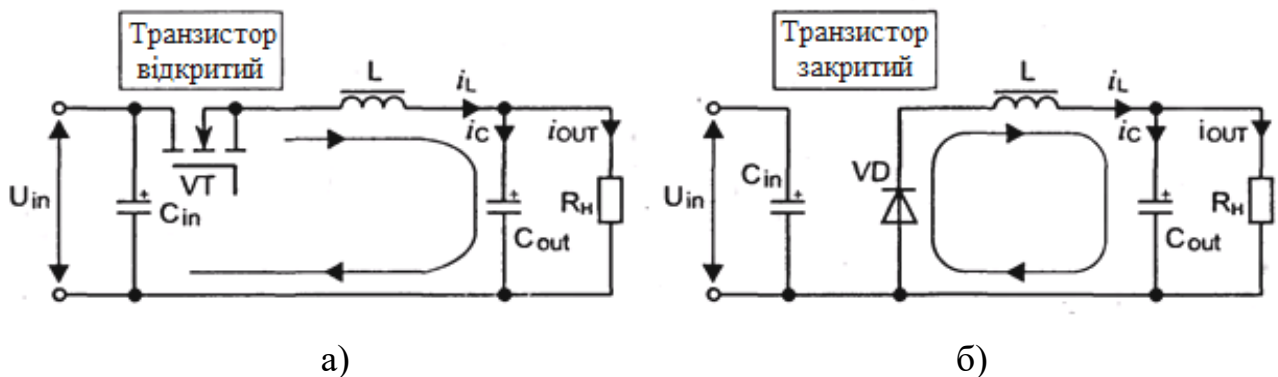 Транзистор
відкритий
L
iL
iC
iOUT
VT
Uin
Cin
+
+
Cout
RН
а)
Транзистор
закритий
L
iL
iC
iOUT
VD
Uin
Cin
+
+
Cout
RН
б)